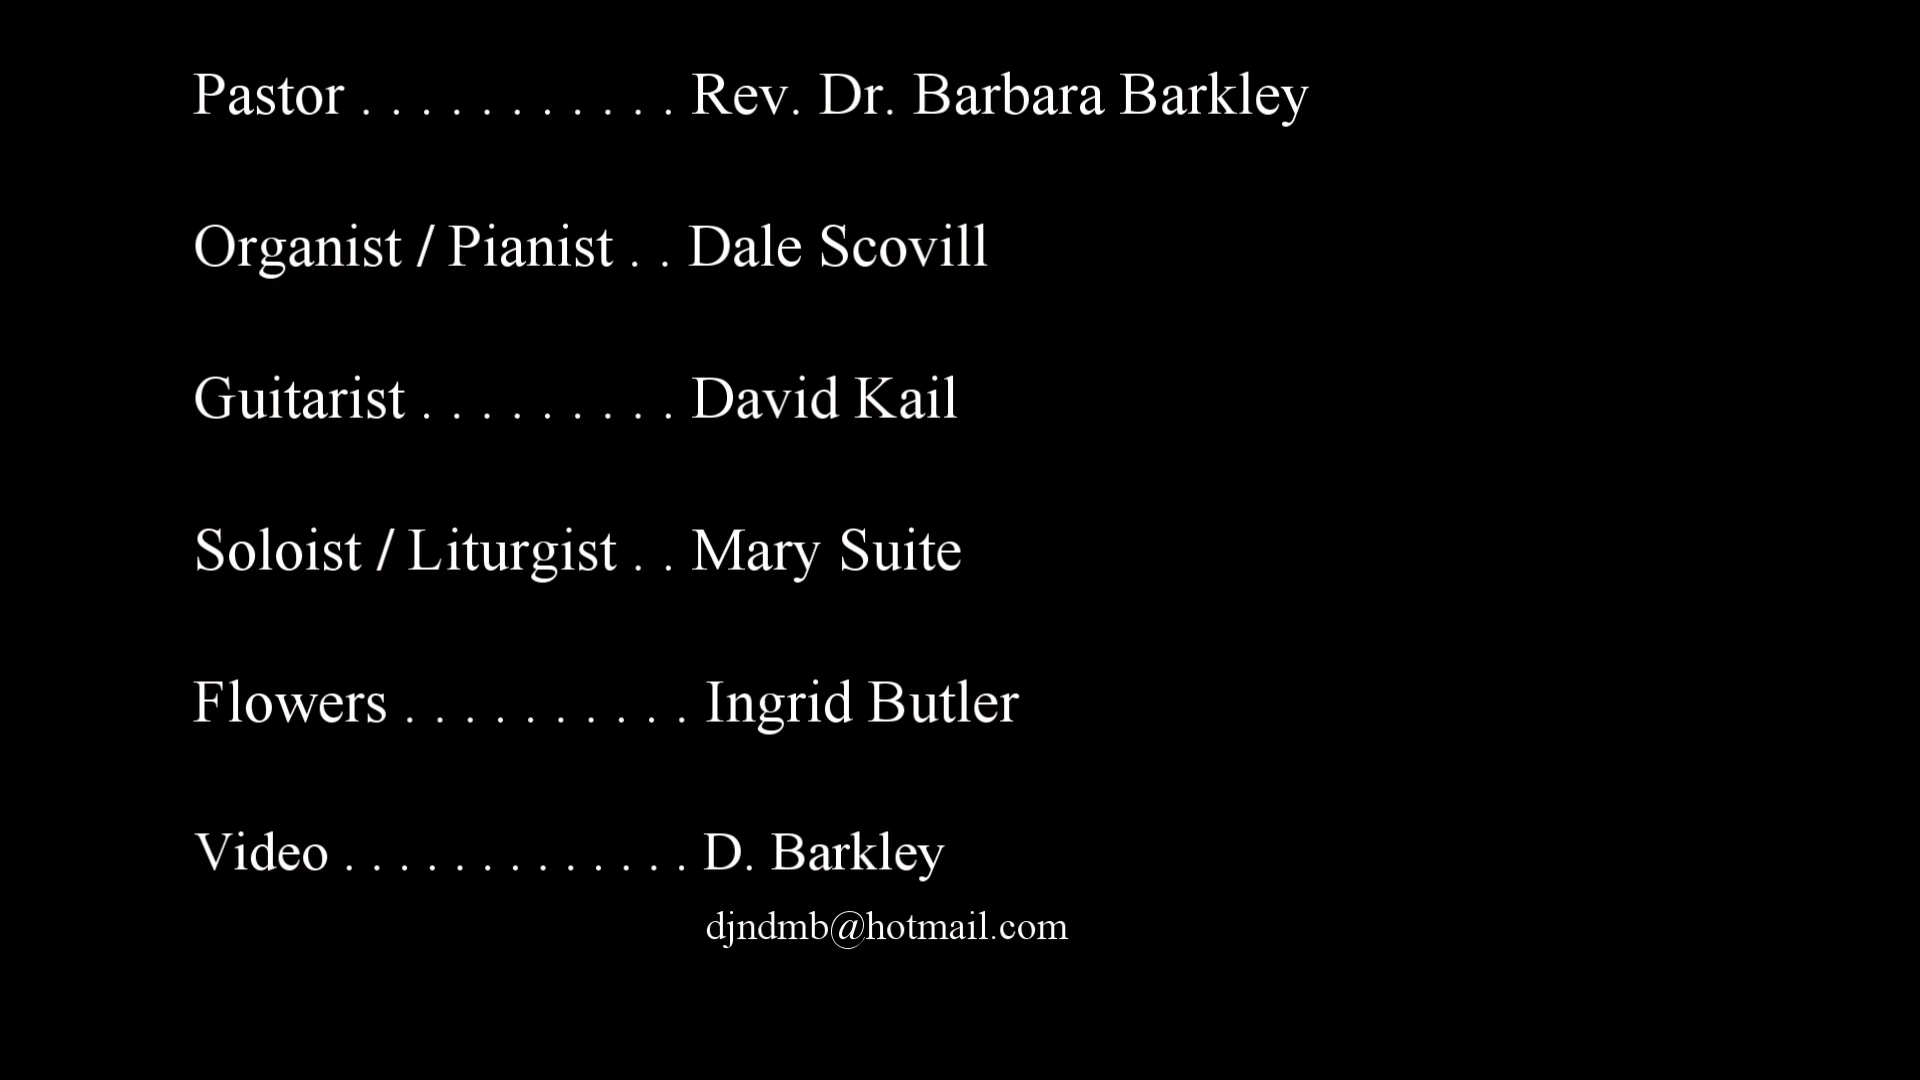 Pastor . . . . . . . . . . . Rev. Dr. Barbara Barkley
Organist / Pianist . . Dale Scovill
Guitarist . . . . . . . . . David Kail
Soloist / Liturgist . . Mary Suite
Flowers . . . . . . . . . . Ingrid Butler
Video . . . . . . . . . . . . . D. Barkley
djndmb@hotmail.com